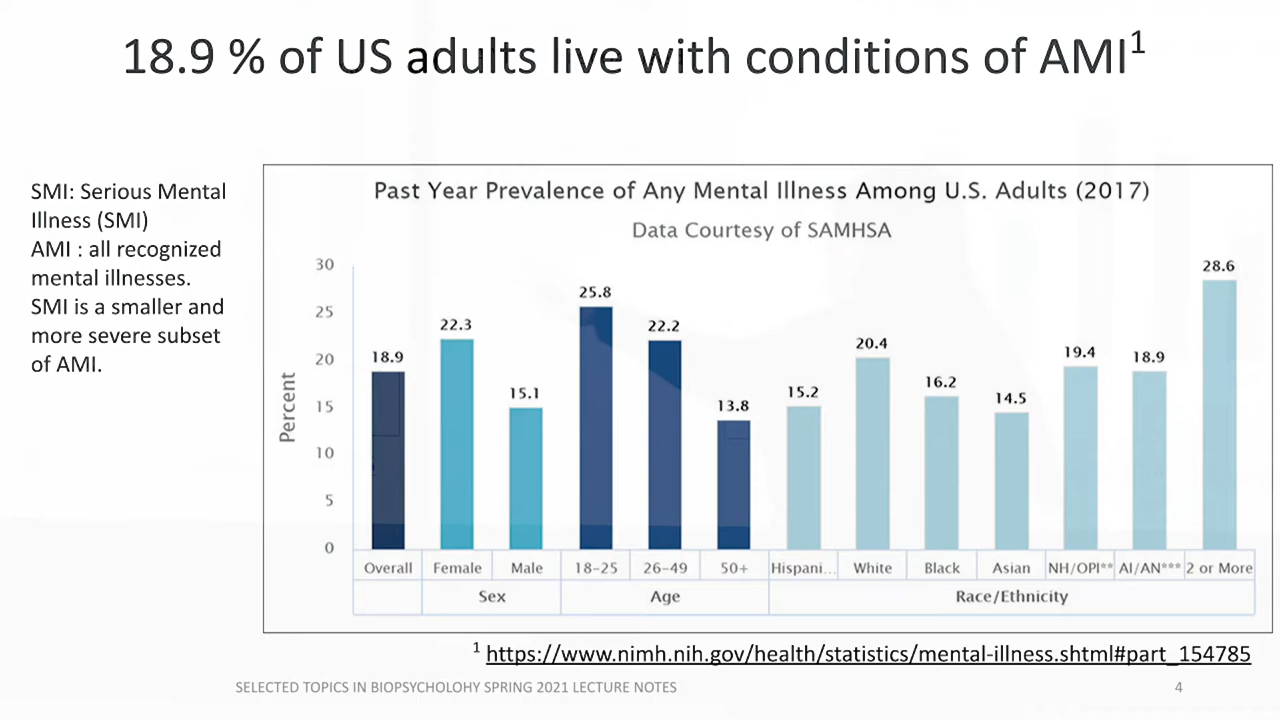 18.9 % of US adults live with conditions of AMI¹
SMI: Serious Mental
Illness (SMI)
AMI : all recognized
mental illnesses.
SMI is a smaller and
more severe subset
of AMI.
Past Year Prevalence of Any Mental Illness Among U.S. Adults (2017)
Data Courtesy of SAMHSA
Percent
30
25
20
15
10
5
0
18.9
22.3
15.1
25.8
22.2
13.8
15.2
20.4
16.2
14.5
19.4
18.9
28.6
Overall Female Male 18-25 26-49 50+ Hispani... White Black Asian NH/OPI** AI/AN*** 2 or More
Sex Age Race/Ethnicity
¹ https://www.nimh.nih.gov/health/statistics/mental-illness.shtml#part_154785
SELECTED TOPICS IN BIOPSYCHOLOHY SPRING 2021 LECTURE NOTES
4